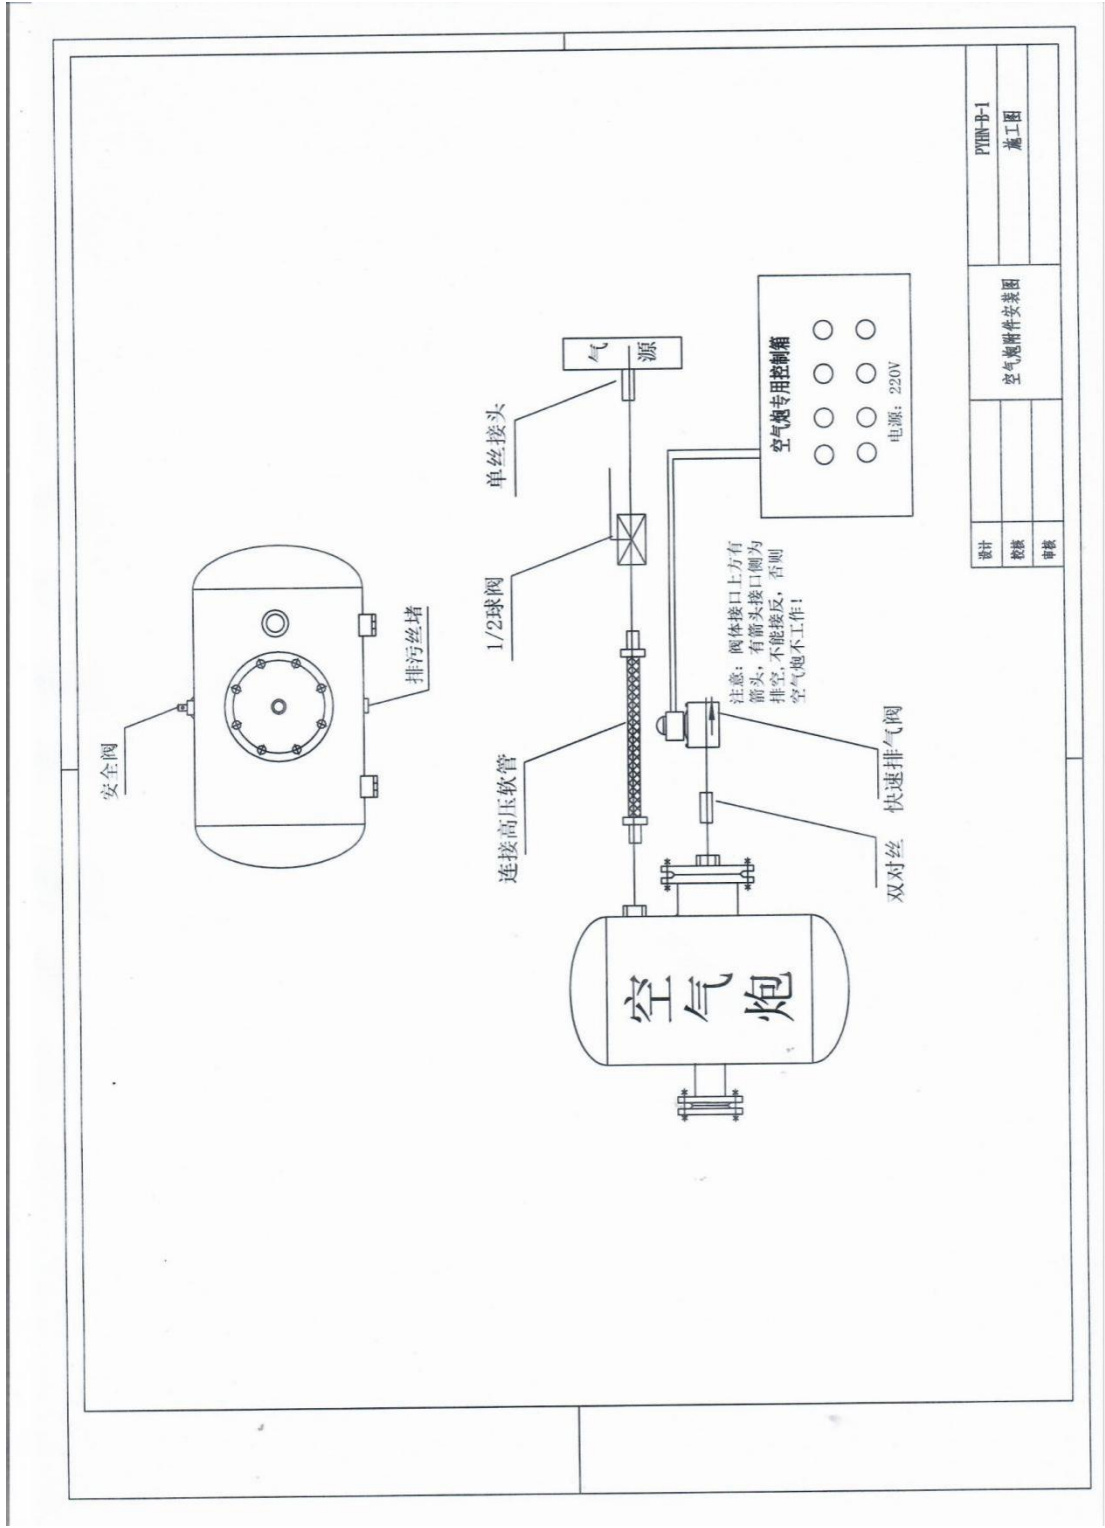 安全阀
排污丝堵
连接高压软管
1/2球阀
单丝接头
气源
空气炮
双对丝
快速排气阀
注意：阀体接口上方有
箭头，有箭头接口侧为
排空,不能接反，否则
空气炮不工作！
空气炮专用控制箱
电源：220V
设计
校核
审核
空气炮附件安装图
PYHN-B-1
施工图